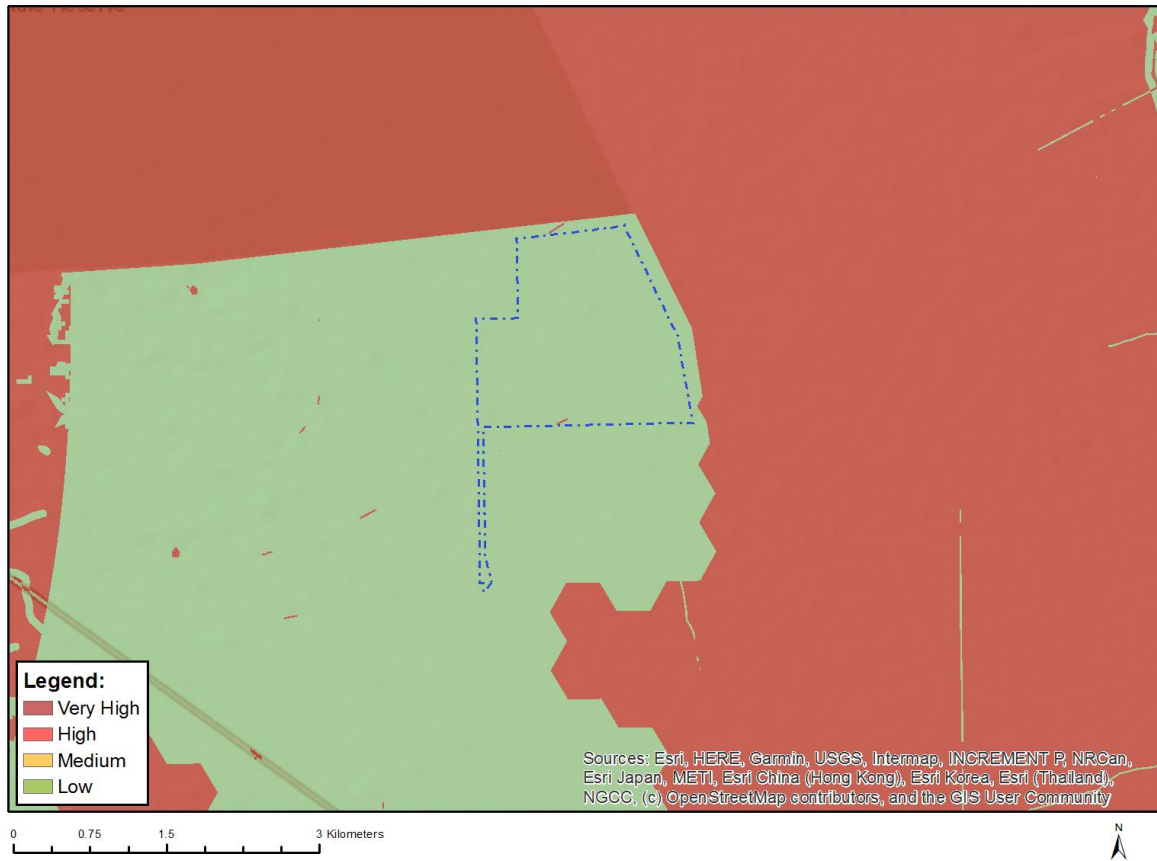 Legend:
Very High
High
Medium
Low
Sources: Esri, HERE, Garmin, USGS, Intermap, INCREMENT P, NRCan,
Esri Japan, METI, Esri China (Hong Kong), Esri Korea, Esri (Thailand),
NGCC, (c) OpenStreetMap contributors, and the GIS User Community
0 0.75 1.5 3 Kilometers
N